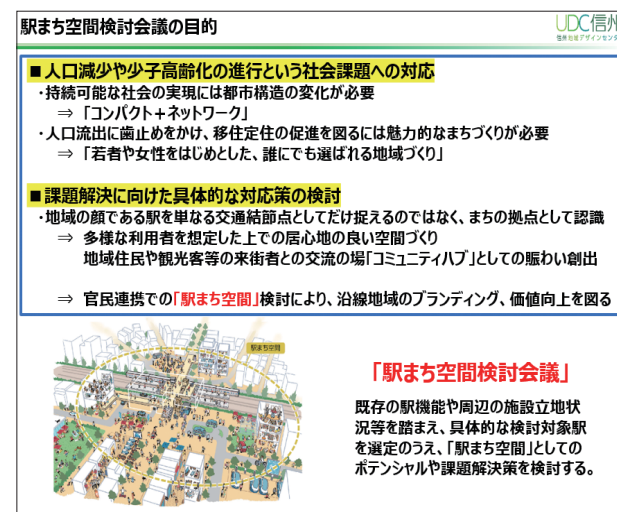 駅まち空間検討会議の目的
UDC信州
信州地域デザインセンタ
■人口減少や少子高齢化の進行という社会課題への対応
・持続可能な社会の実現には都市構造の変化が必要
⇒ 「コンパクト+ネットワーク」
・人口流出に歯止めをかけ、移住定住の促進を図るには魅力的なまちづくりが必要
⇒ 「若者や女性をはじめとした、誰にでも選ばれる地域づくり」
■課題解決に向けた具体的な対応策の検討
・地域の顔である駅を単なる交通結節点としてだけ捉えるのではなく、まちの拠点として認識
⇒ 多様な利用者を想定した上での居心地の良い空間づくり
地域住民や観光客等の来街者との交流の場「コミュニティハブ」としての賑わい創出
⇒ 官民連携での「駅まち空間」検討により、沿線地域のブランディング、価値向上を図る
駅まち空間
「駅まち空間検討会議」
既存の駅機能や周辺の施設立地状
況等を踏まえ、具体的な検討対象駅
を選定のうえ、「駅まち空間」としての
ポテンシャルや課題解決策を検討する。